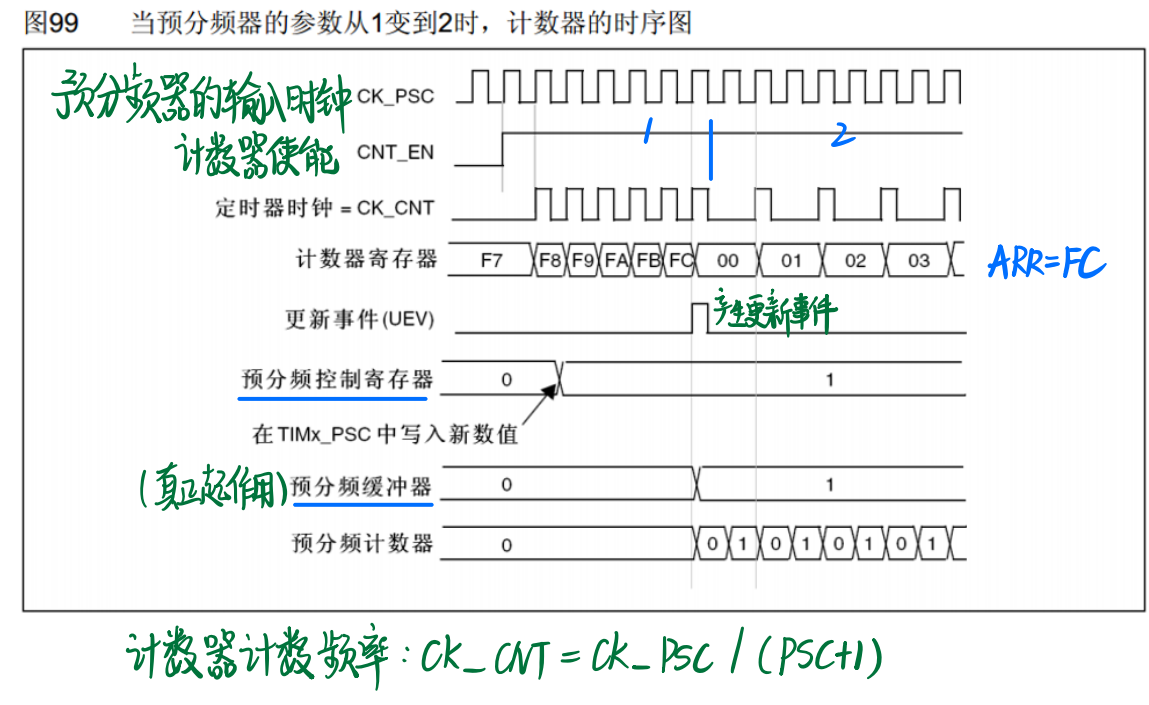 图99 当预分频器的参数从1变到2时，计数器的时序图
预分频器的输入时钟 CK_PSC
1 2
计数器使能 CNT_EN
定时器时钟 = CK_CNT
计数器寄存器 F7 F8 F9 FA FB FC 00 01 02 03 ARR=FC
更新事件(UEV) 产生更新事件
预分频控制寄存器 0 1
在TIMx_PSC中写入新数值
(真正起作用) 预分频缓冲器 0 1
预分频计数器 0 0 1 0 1 0 1 0 1
计数器计数频率：CK_CNT = CK_PSC / (PSC+1)